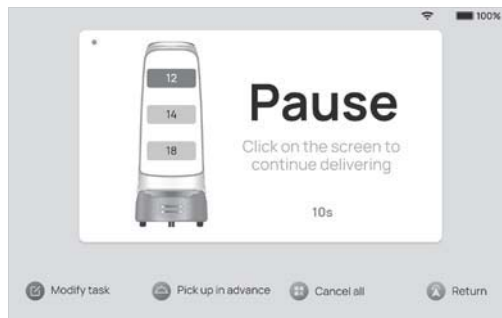 100%
12
14
18
Pause
Click on the screen to
continue delivering
10s
Modify task
Pick up in advance
Cancel all
Return